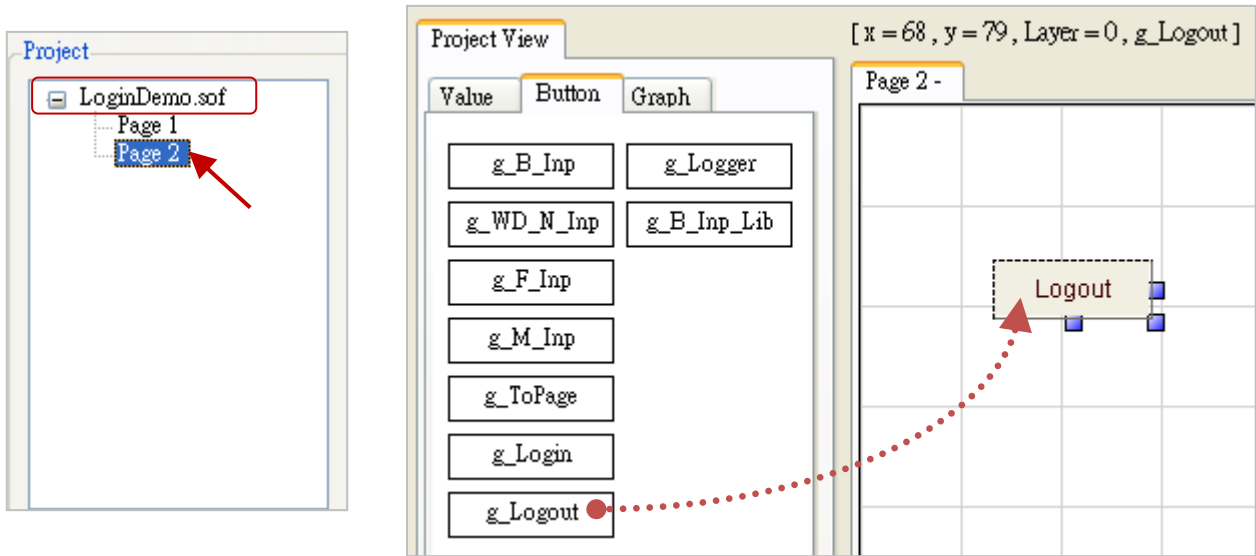 Project
LoginDemo.sof
Page 1
Page 2
Project View
[ x = 68 , y = 79 , Layer = 0 , g_Logout ]
Value Button Graph
Page 2 -
g_B_Inp g_Logger
g_WD_N_Inp g_B_Inp_Lib
g_F_Inp
g_M_Inp
g_ToPage
g_Login
g_Logout
Logout